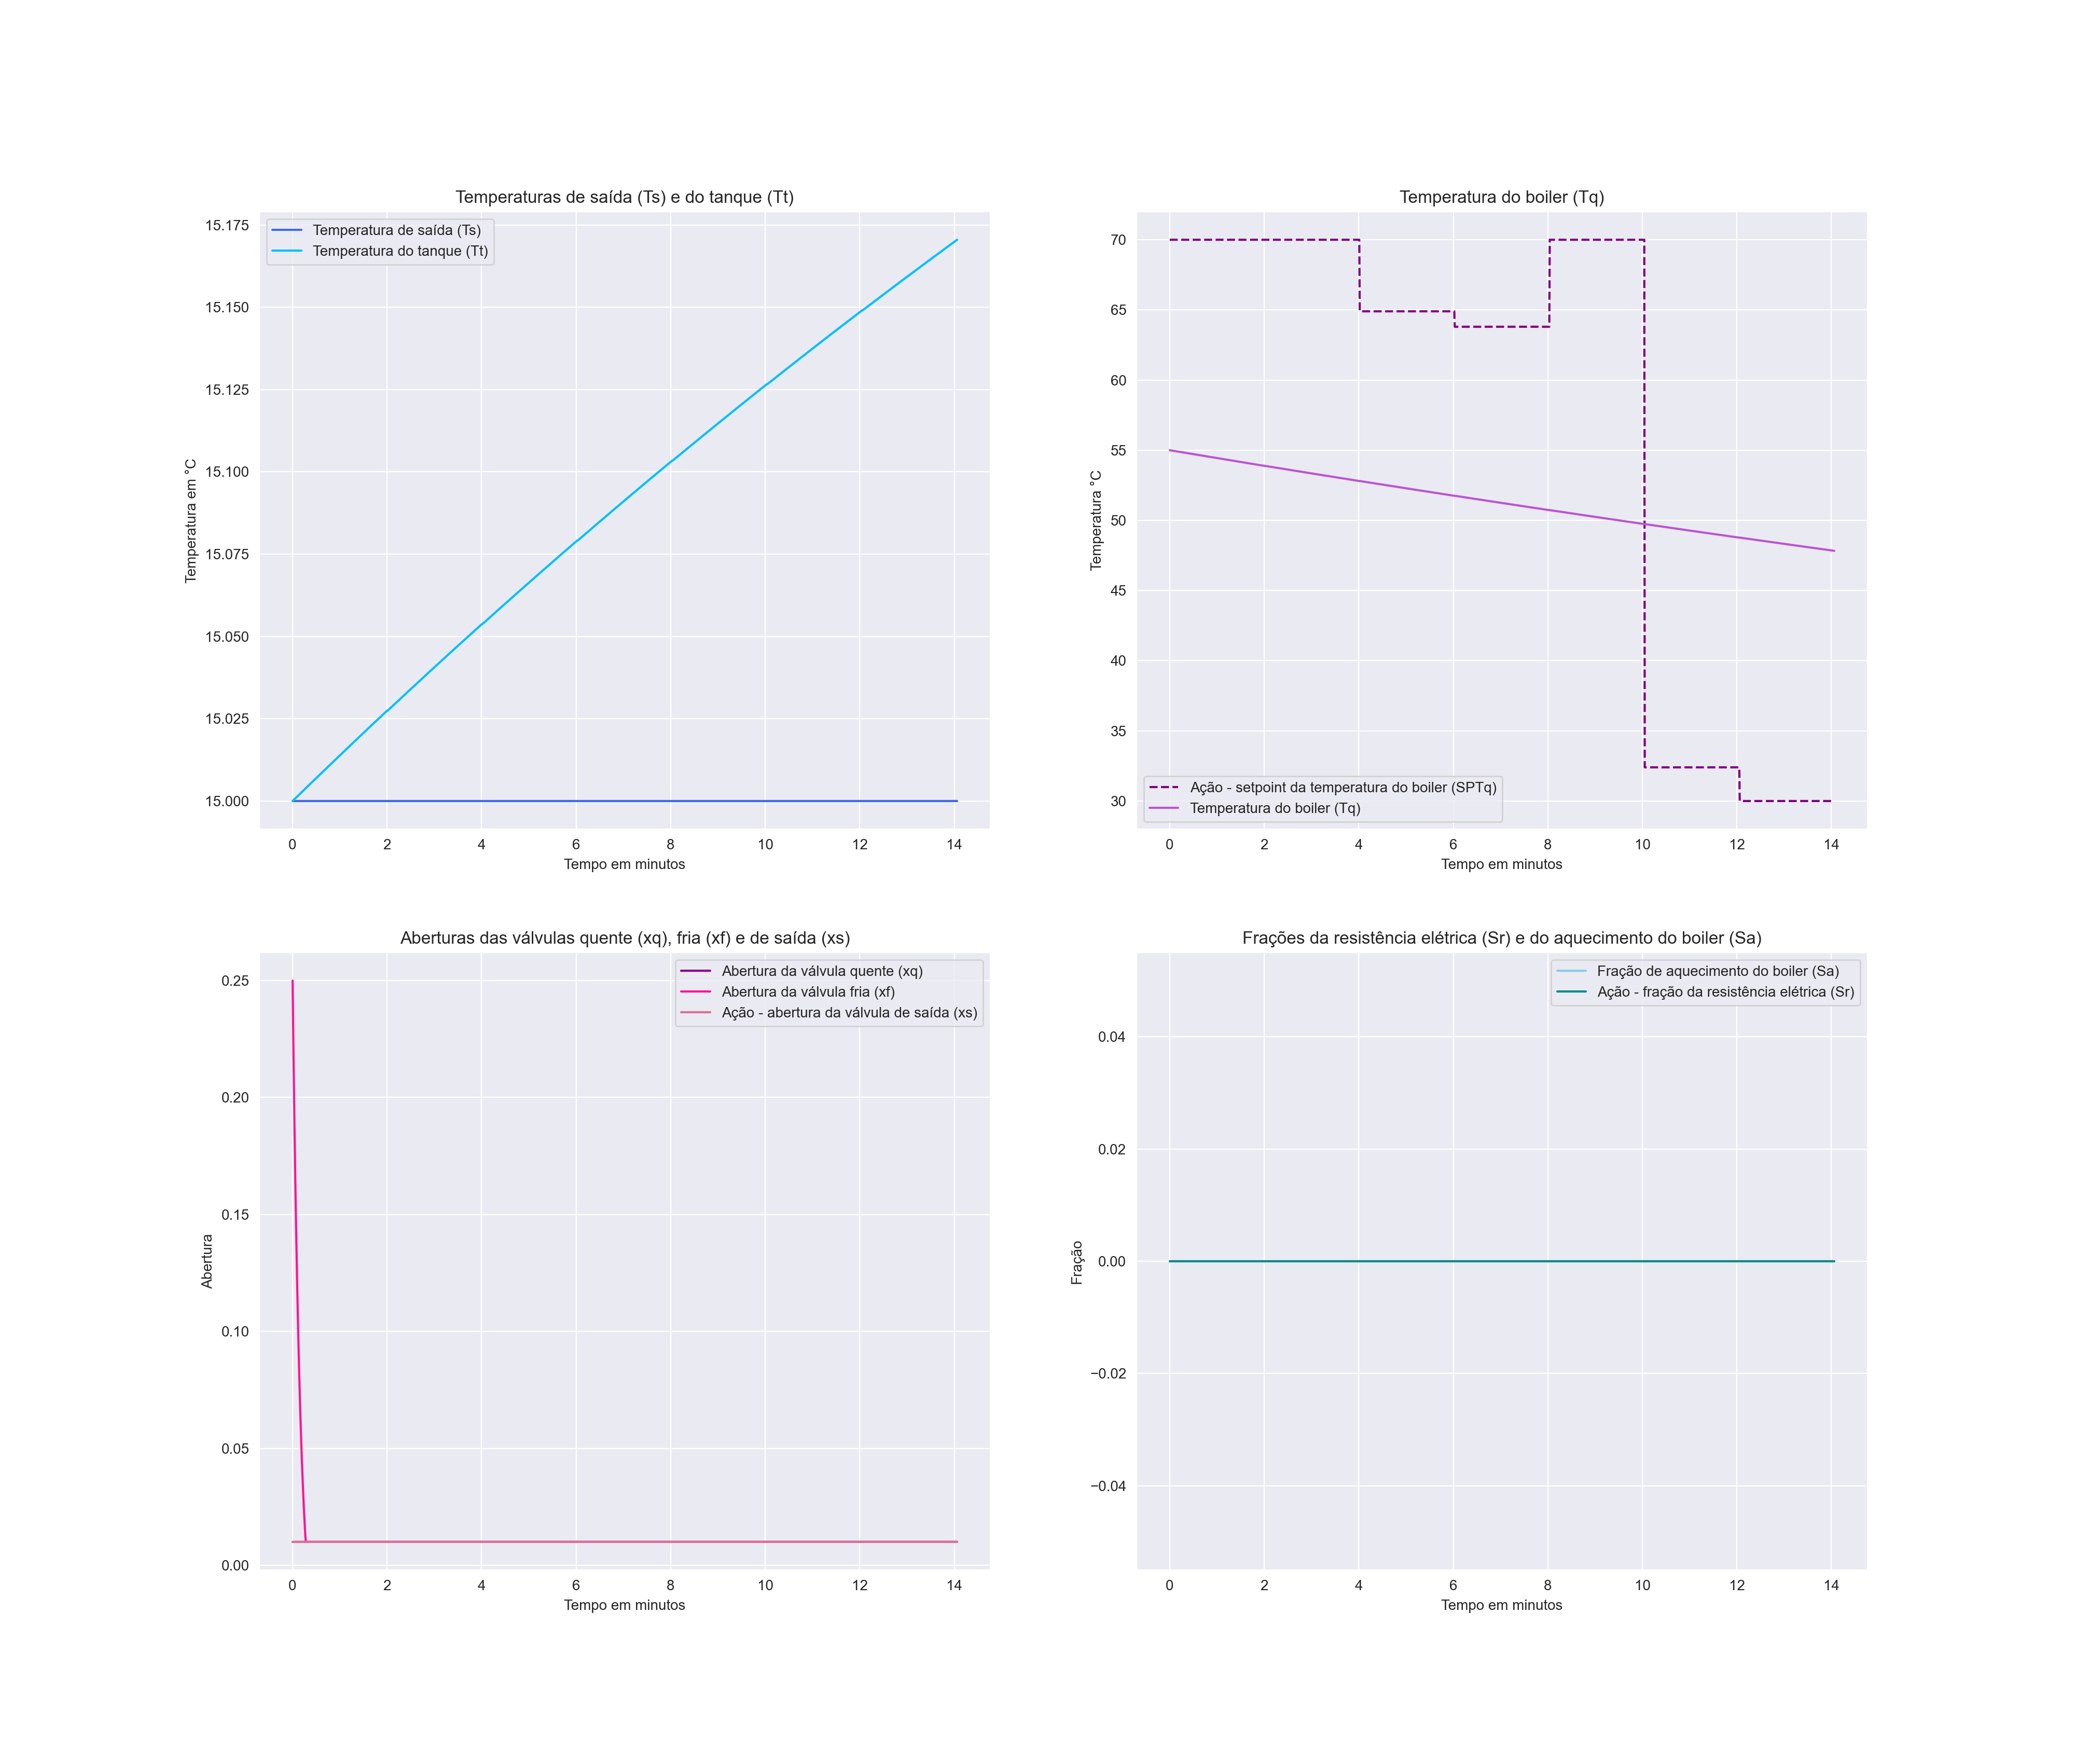 Temperaturas de saída (Ts) e do tanque (Tt)
Temperatura de saída (Ts)
Temperatura do tanque (Tt)
15.175
15.150
15.125
15.100
15.075
15.050
15.025
15.000
Temperatura em °C
0 2 4 6 8 10 12 14
Tempo em minutos
Temperatura do boiler (Tq)
70
65
60
55
50
45
40
35
30
Temperatura °C
Ação - setpoint da temperatura do boiler (SPTq)
Temperatura do boiler (Tq)
0 2 4 6 8 10 12 14
Tempo em minutos
Aberturas das válvulas quente (xq), fria (xf) e de saída (xs)
Abertura da válvula quente (xq)
Abertura da válvula fria (xf)
Ação - abertura da válvula de saída (xs)
0.25
0.20
0.15
0.10
0.05
0.00
Abertura
0 2 4 6 8 10 12 14
Tempo em minutos
Frações da resistência elétrica (Sr) e do aquecimento do boiler (Sa)
Fração de aquecimento do boiler (Sa)
Ação - fração da resistência elétrica (Sr)
0.04
0.02
0.00
−0.02
−0.04
Fração
0 2 4 6 8 10 12 14
Tempo em minutos